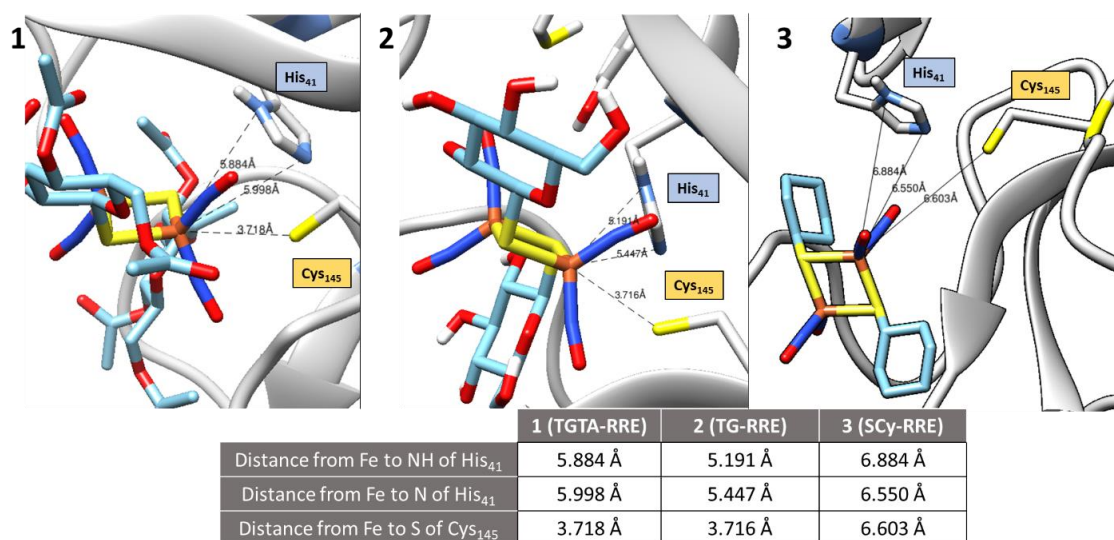 1
His41
5.884Å
5.998Å
3.718Å
Cys145
2
His41
5.191Å
5.447Å
3.716Å
Cys145
3
His41
Cys145
6.884Å
6.550Å
6.603Å
1 (TGTA-RRE) 2 (TG-RRE) 3 (SCy-RRE)
Distance from Fe to NH of His41 5.884 Å 5.191 Å 6.884 Å
Distance from Fe to N of His41 5.998 Å 5.447 Å 6.550 Å
Distance from Fe to S of Cys145 3.718 Å 3.716 Å 6.603 Å